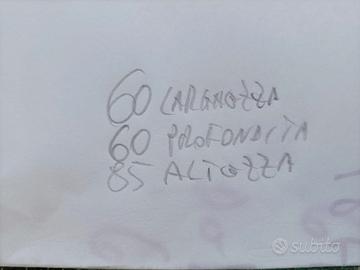 60 LARGHEZZA
60 PROFONDITA
85 ALTEZZA
subito